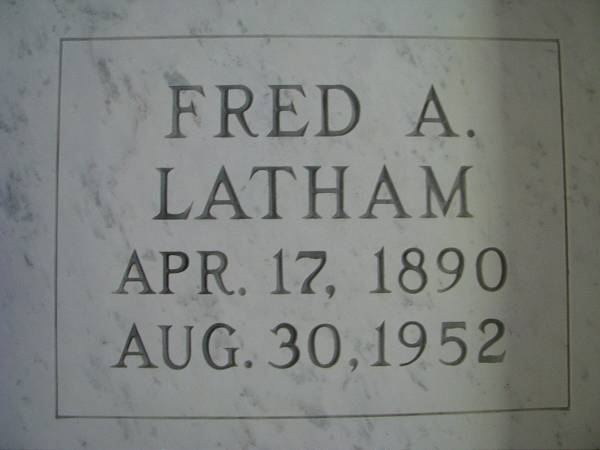 FRED A.
LATHAM
APR. 17, 1890
AUG. 30, 1952